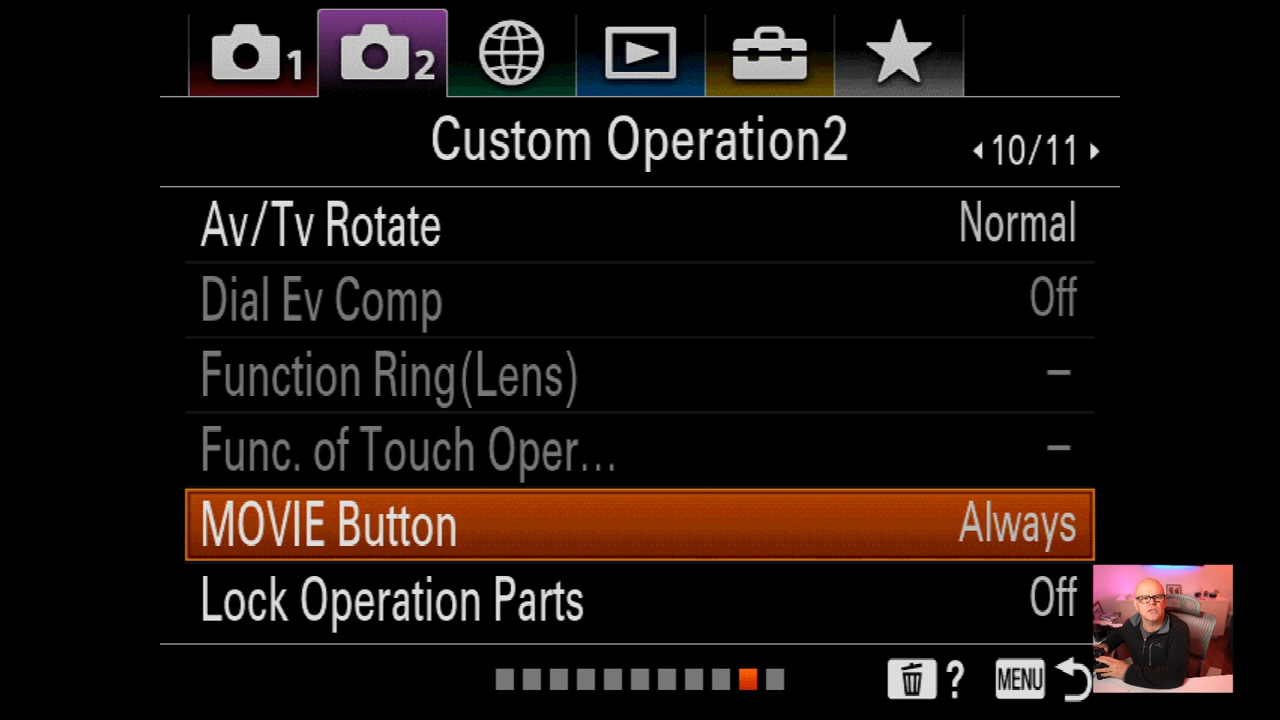 1
2
Custom Operation2
10/11
Av/Tv Rotate Normal
Dial Ev Comp Off
Function Ring(Lens) –
Func. of Touch Oper... –
MOVIE Button Always
Lock Operation Parts Off
? MENU